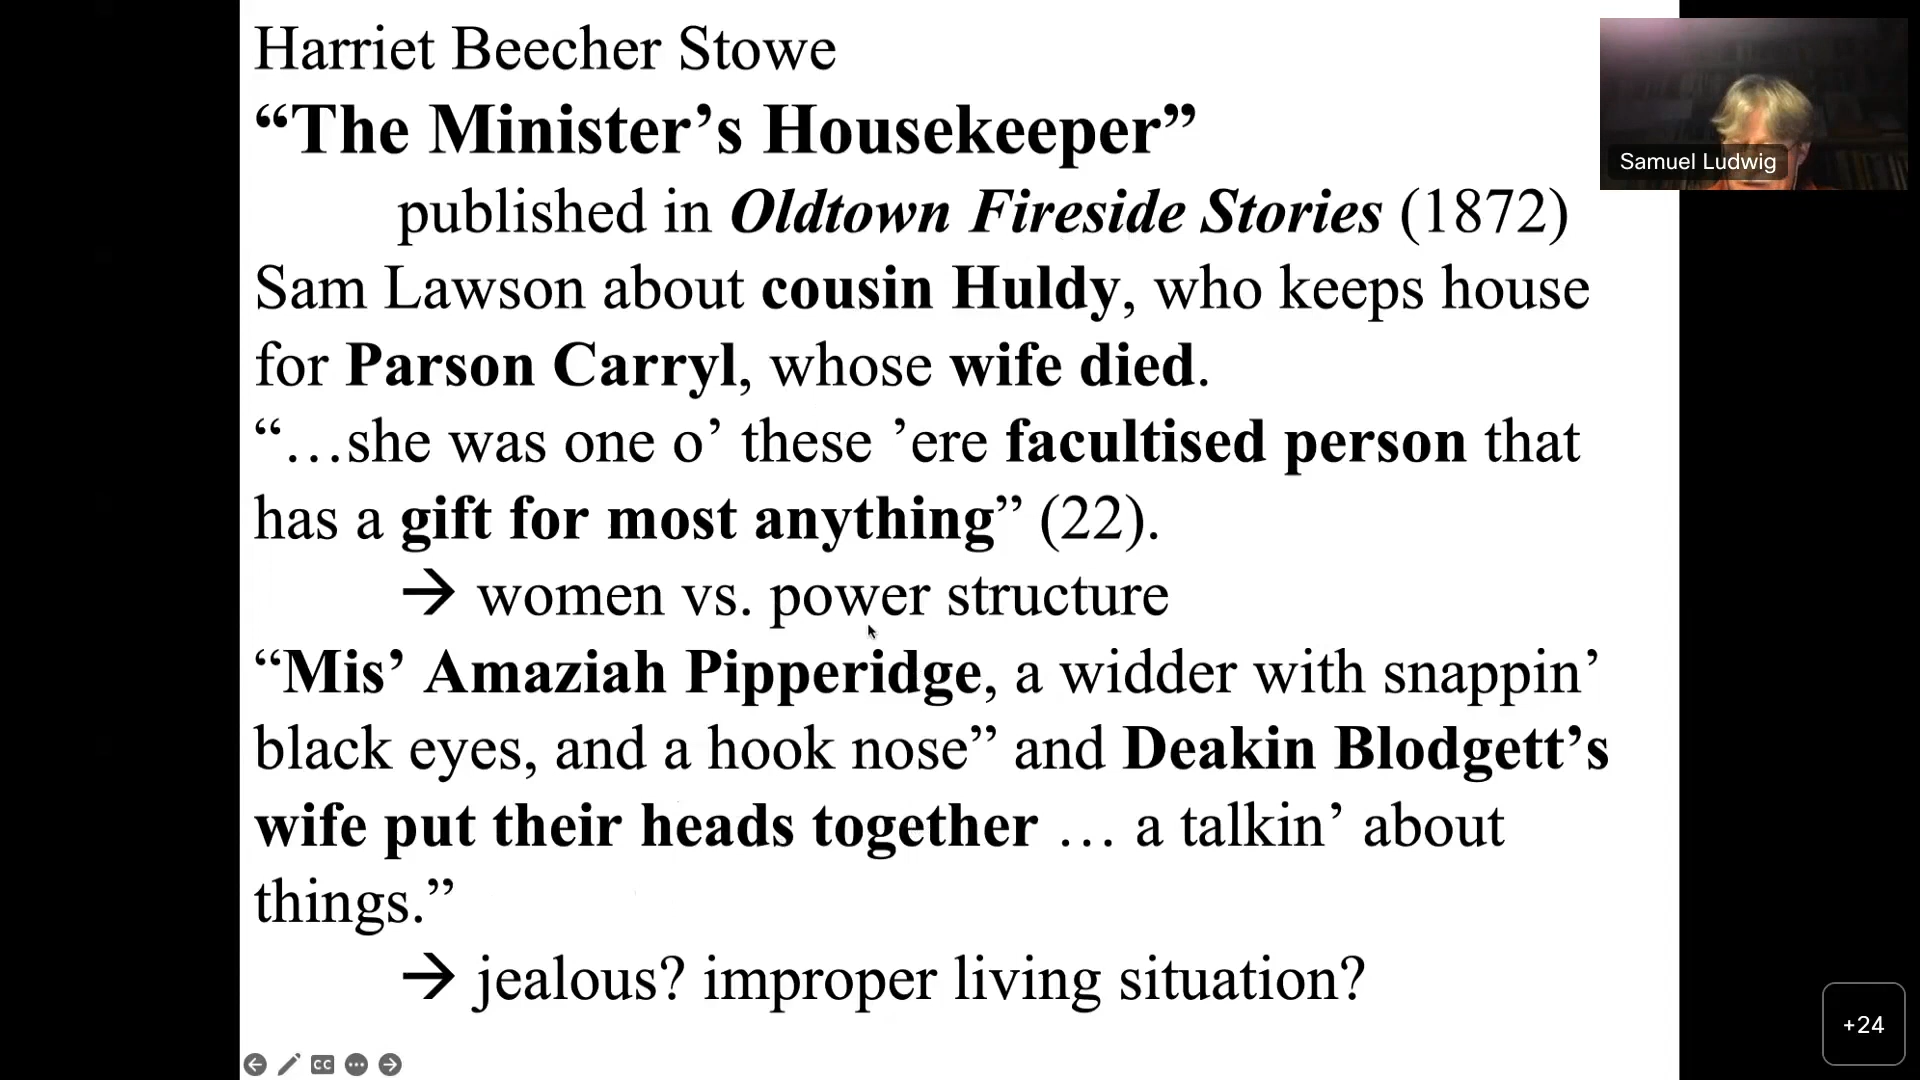 Harriet Beecher Stowe
“The Minister’s Housekeeper”
published in Oldtown Fireside Stories (1872)
Sam Lawson about cousin Huldy, who keeps house
for Parson Carryl, whose wife died.
“…she was one o’ these ’ere facultised person that
has a gift for most anything” (22).
→ women vs. power structure
“Mis’ Amaziah Pipperidge, a widder with snappin’
black eyes, and a hook nose” and Deakin Blodgett’s
wife put their heads together … a talkin’ about
things.”
→ jealous? improper living situation?
Samuel Ludwig
CC
+24